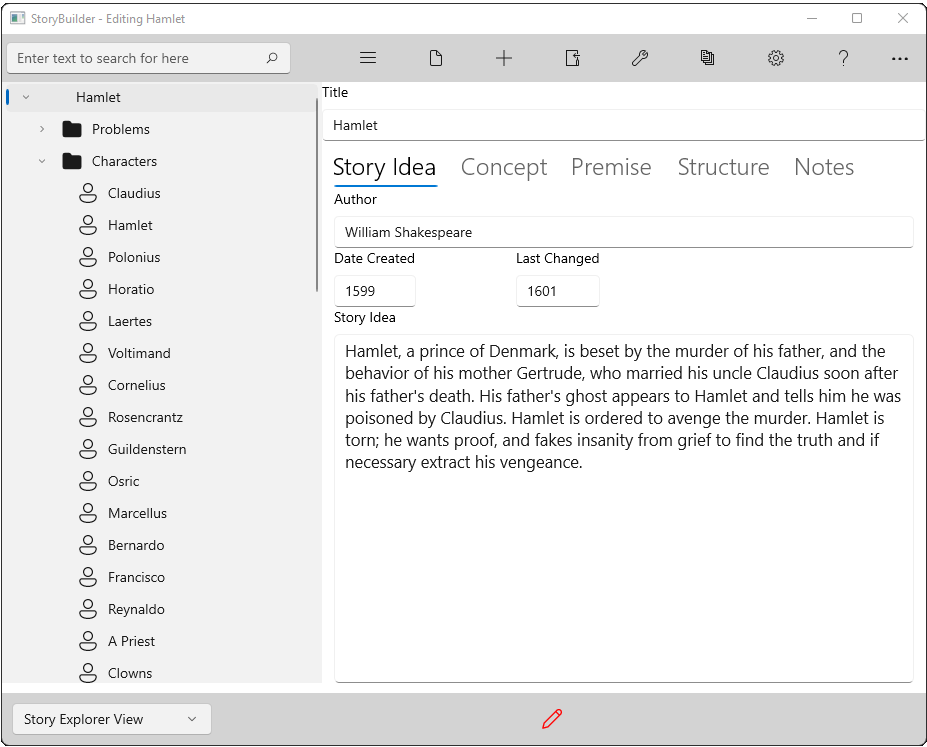 StoryBuilder - Editing Hamlet
Enter text to search for here
Hamlet
Problems
Characters
Claudius
Hamlet
Polonius
Horatio
Laertes
Voltimand
Cornelius
Rosencrantz
Guildenstern
Osric
Marcellus
Bernardo
Francisco
Reynaldo
A Priest
Clowns
Title
Hamlet
Story Idea Concept Premise Structure Notes
Author
William Shakespeare
Date Created Last Changed
1599 1601
Story Idea
Hamlet, a prince of Denmark, is beset by the murder of his father, and the
behavior of his mother Gertrude, who married his uncle Claudius soon after
his father's death. His father's ghost appears to Hamlet and tells him he was
poisoned by Claudius. Hamlet is ordered to avenge the murder. Hamlet is
torn; he wants proof, and fakes insanity from grief to find the truth and if
necessary extract his vengeance.
Story Explorer View